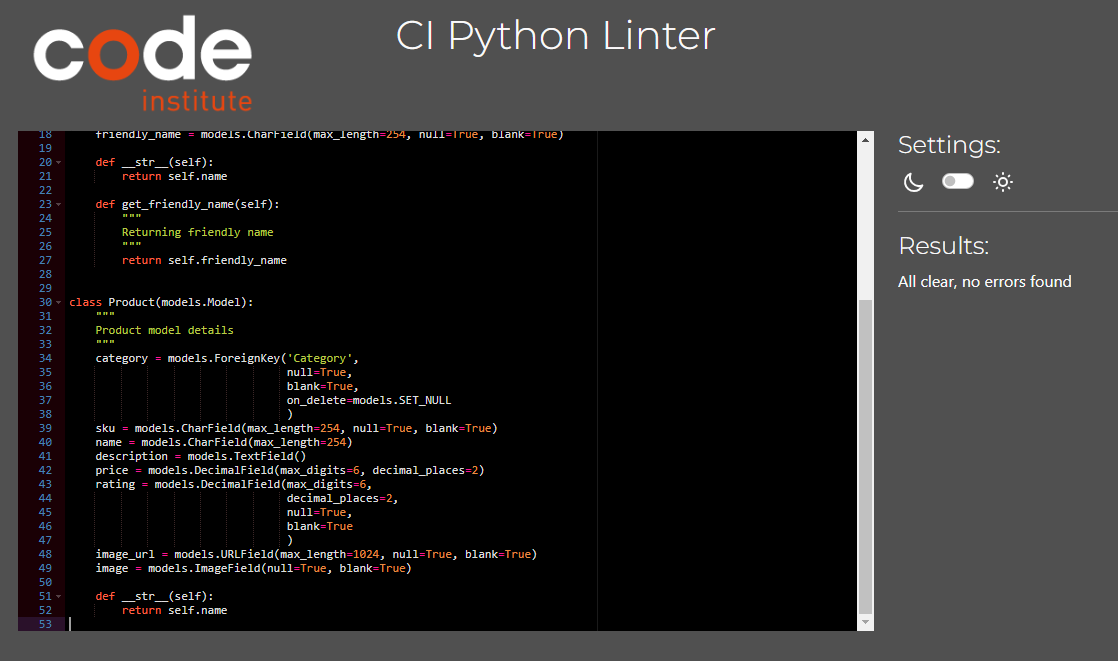 code
institute
CI Python Linter
18 friendly_name = models.CharField(max_length=254, null=True, blank=True)
19
20 def __str__(self):
21 return self.name
22
23 def get_friendly_name(self):
24 """
25 Returning friendly name
26 """
27 return self.friendly_name
28
29
30 class Product(models.Model):
31 """
32 Product model details
33 """
34 category = models.ForeignKey('Category',
35 null=True,
36 blank=True,
37 on_delete=models.SET_NULL
38 )
39 sku = models.CharField(max_length=254, null=True, blank=True)
40 name = models.CharField(max_length=254)
41 description = models.TextField()
42 price = models.DecimalField(max_digits=6, decimal_places=2)
43 rating = models.DecimalField(max_digits=6,
44 decimal_places=2,
45 null=True,
46 blank=True
47 )
48 image_url = models.URLField(max_length=1024, null=True, blank=True)
49 image = models.ImageField(null=True, blank=True)
50
51 def __str__(self):
52 return self.name
53
Settings:
Results:
All clear, no errors found